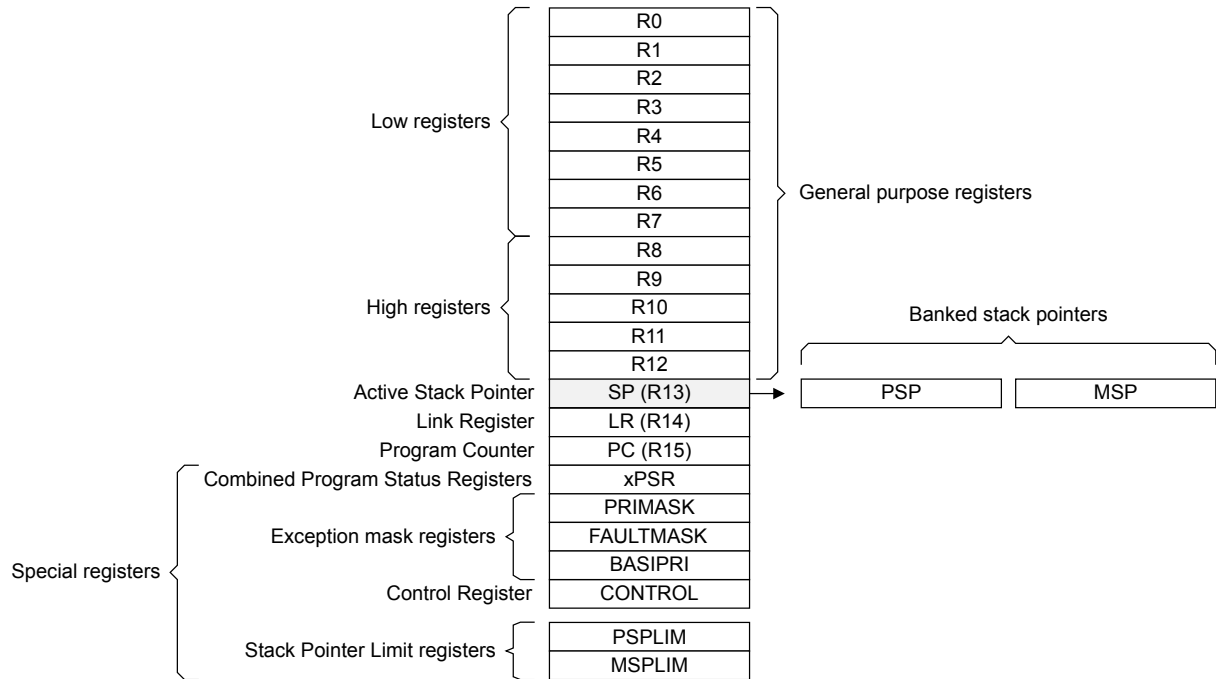 R0
R1
R2
R3
Low registers
R4
R5
R6
General purpose registers
R7
R8
R9
High registers
R10
Banked stack pointers
R11
R12
Active Stack Pointer SP (R13) PSP MSP
Link Register LR (R14)
Program Counter PC (R15)
Combined Program Status Registers xPSR
PRIMASK
Exception mask registers FAULTMASK
BASIPRI
Special registers
Control Register CONTROL
PSPLIM
Stack Pointer Limit registers
MSPLIM